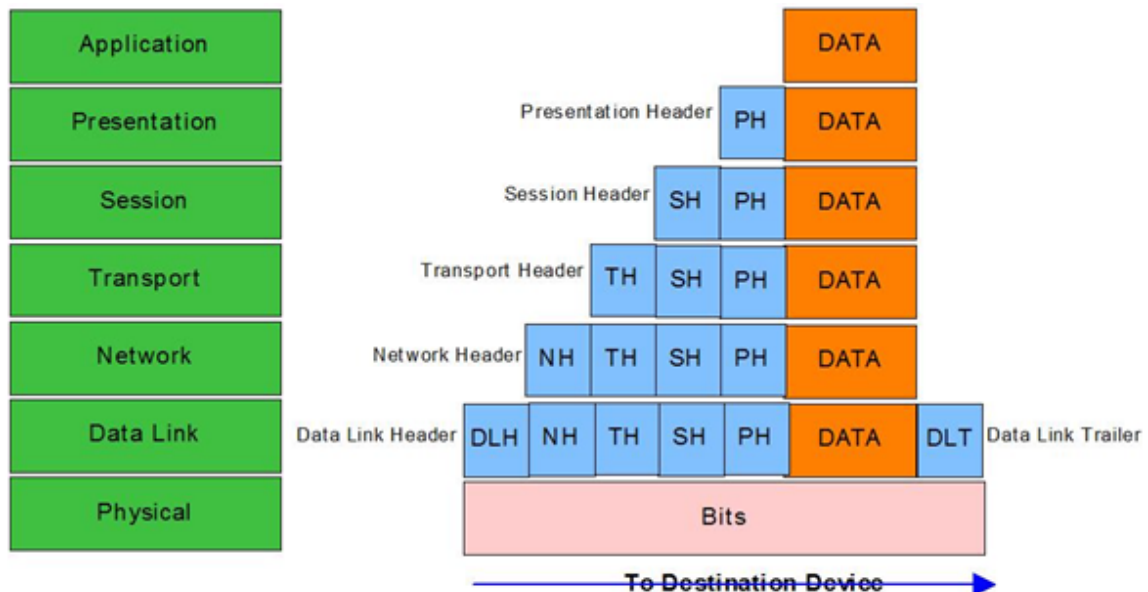 Application DATA
Presentation Presentation Header PH DATA
Session Session Header SH PH DATA
Transport Transport Header TH SH PH DATA
Network Network Header NH TH SH PH DATA
Data Link Data Link Header DLH NH TH SH PH DATA DLT Data Link Trailer
Physical Bits
To Destination Device